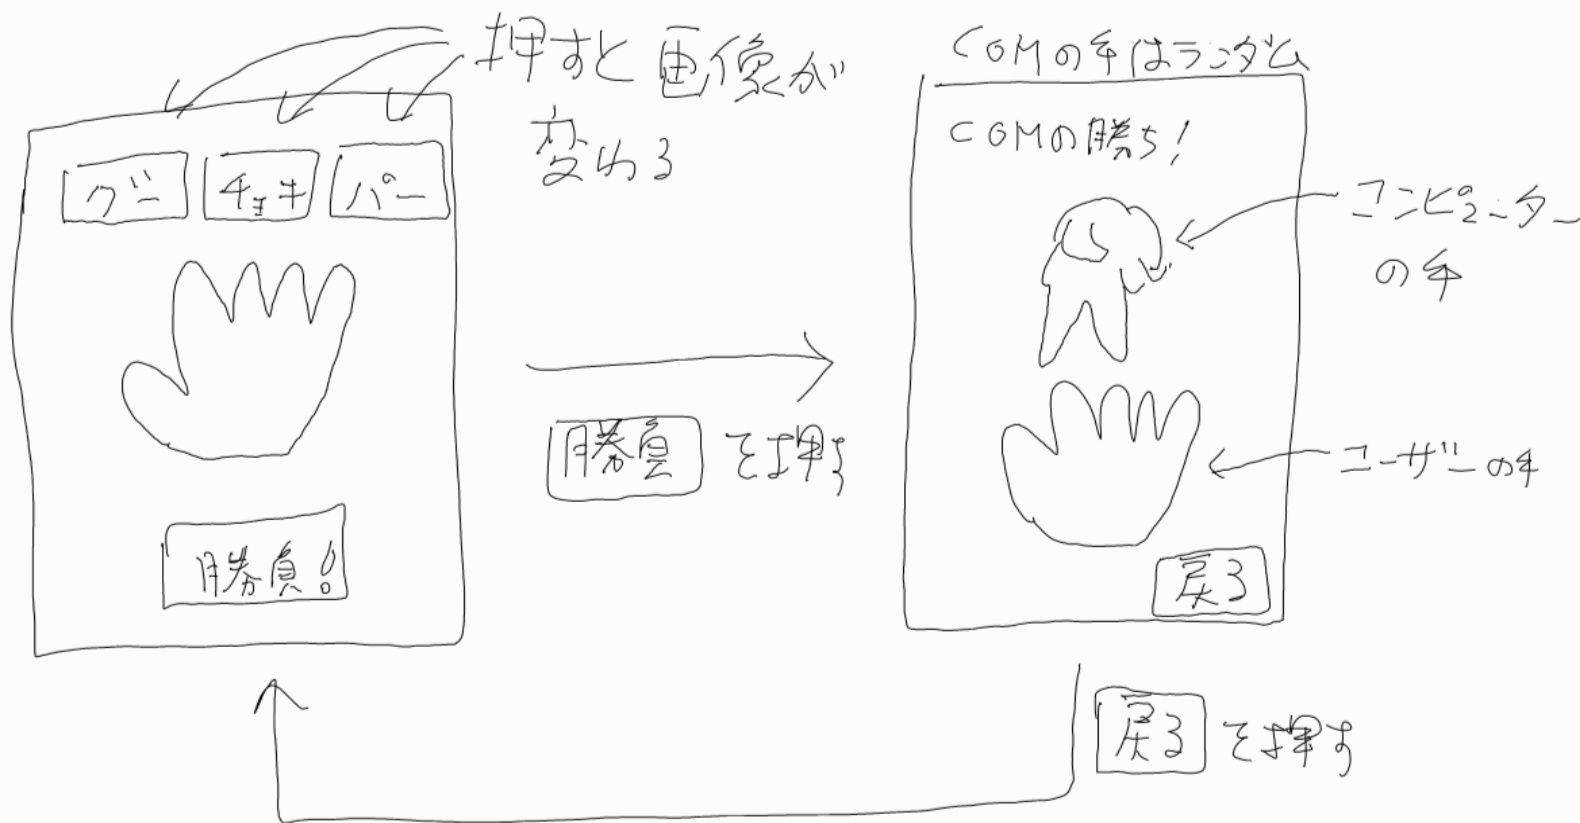 押すと画像が
変わる
グー
チョキ
パー
勝負!
勝負 を押す
COMの手はランダム
COMの勝ち!
コンピューター
の手
ユーザーの手
戻る
戻る を押す